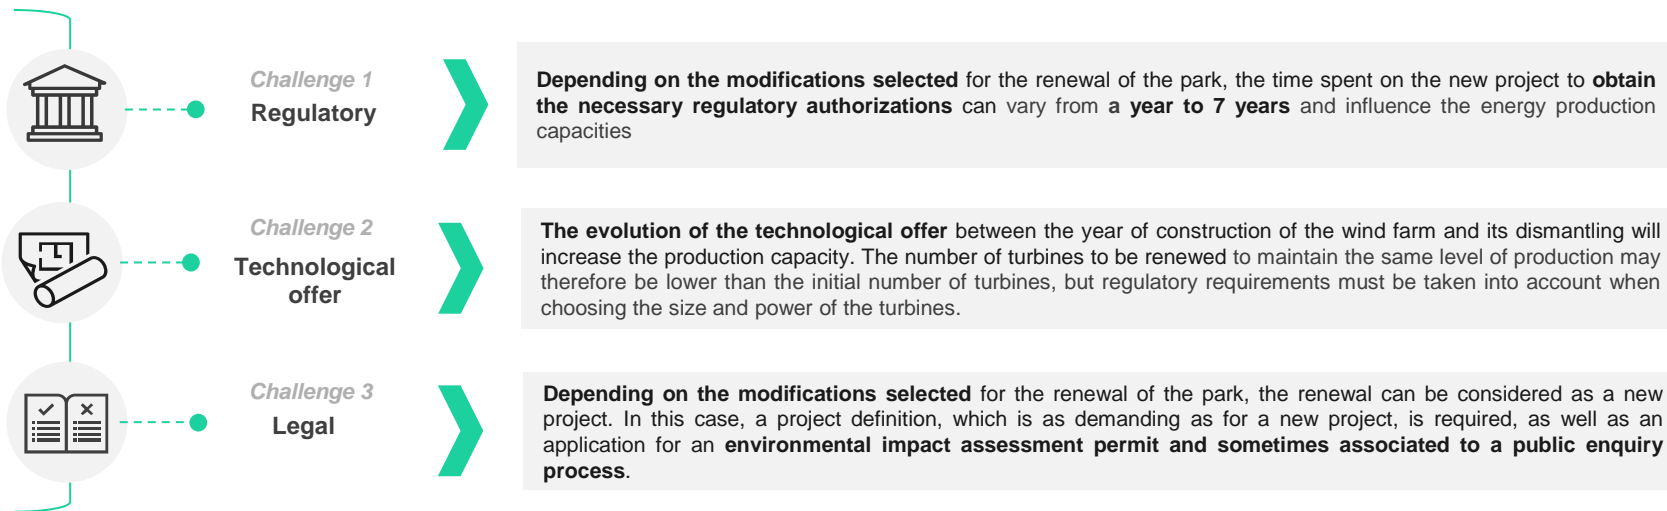 Challenge 1
Regulatory
Depending on the modifications selected for the renewal of the park, the time spent on the new project to obtain
the necessary regulatory authorizations can vary from a year to 7 years and influence the energy production
capacities
Challenge 2
Technological
offer
The evolution of the technological offer between the year of construction of the wind farm and its dismantling will
increase the production capacity. The number of turbines to be renewed to maintain the same level of production may
therefore be lower than the initial number of turbines, but regulatory requirements must be taken into account when
choosing the size and power of the turbines.
Challenge 3
Legal
Depending on the modifications selected for the renewal of the park, the renewal can be considered as a new
project. In this case, a project definition, which is as demanding as for a new project, is required, as well as an
application for an environmental impact assessment permit and sometimes associated to a public enquiry
process.